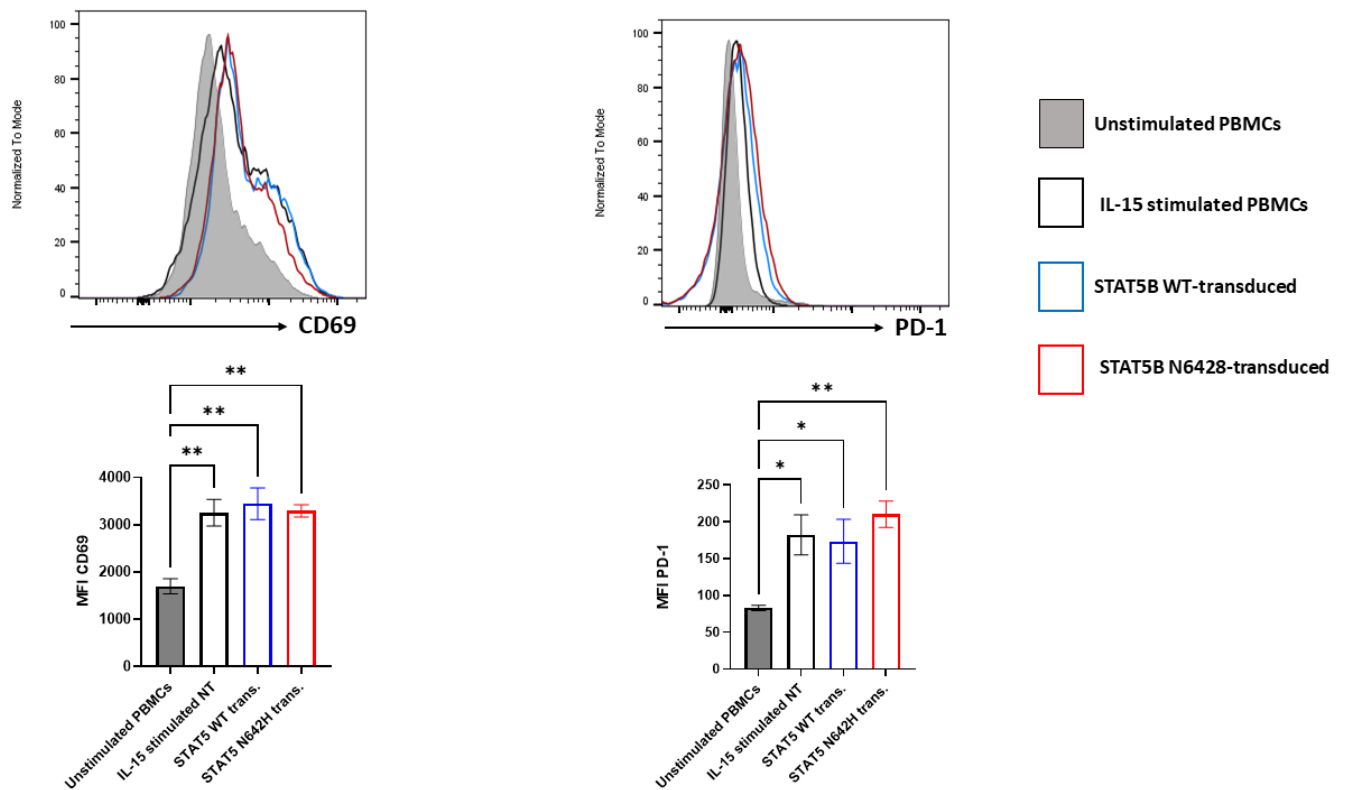 100
80
60
40
20
0
Normalized To Mode
CD69
100
80
60
40
20
0
Normalized To Mode
PD-1
Unstimulated PBMCs
IL-15 stimulated PBMCs
STAT5B WT-transduced
STAT5B N6428-transduced
**
**
**
4000
3000
2000
1000
0
MFI CD69
Unstimulated PBMCs
IL-15 stimulated NT
STAT5 WT trans.
STAT5 N642H trans.
**
*
*
250
200
150
100
50
0
MFI PD-1
Unstimulated PBMCs
IL-15 stimulated NT
STAT5 WT trans.
STAT5 N642H trans.